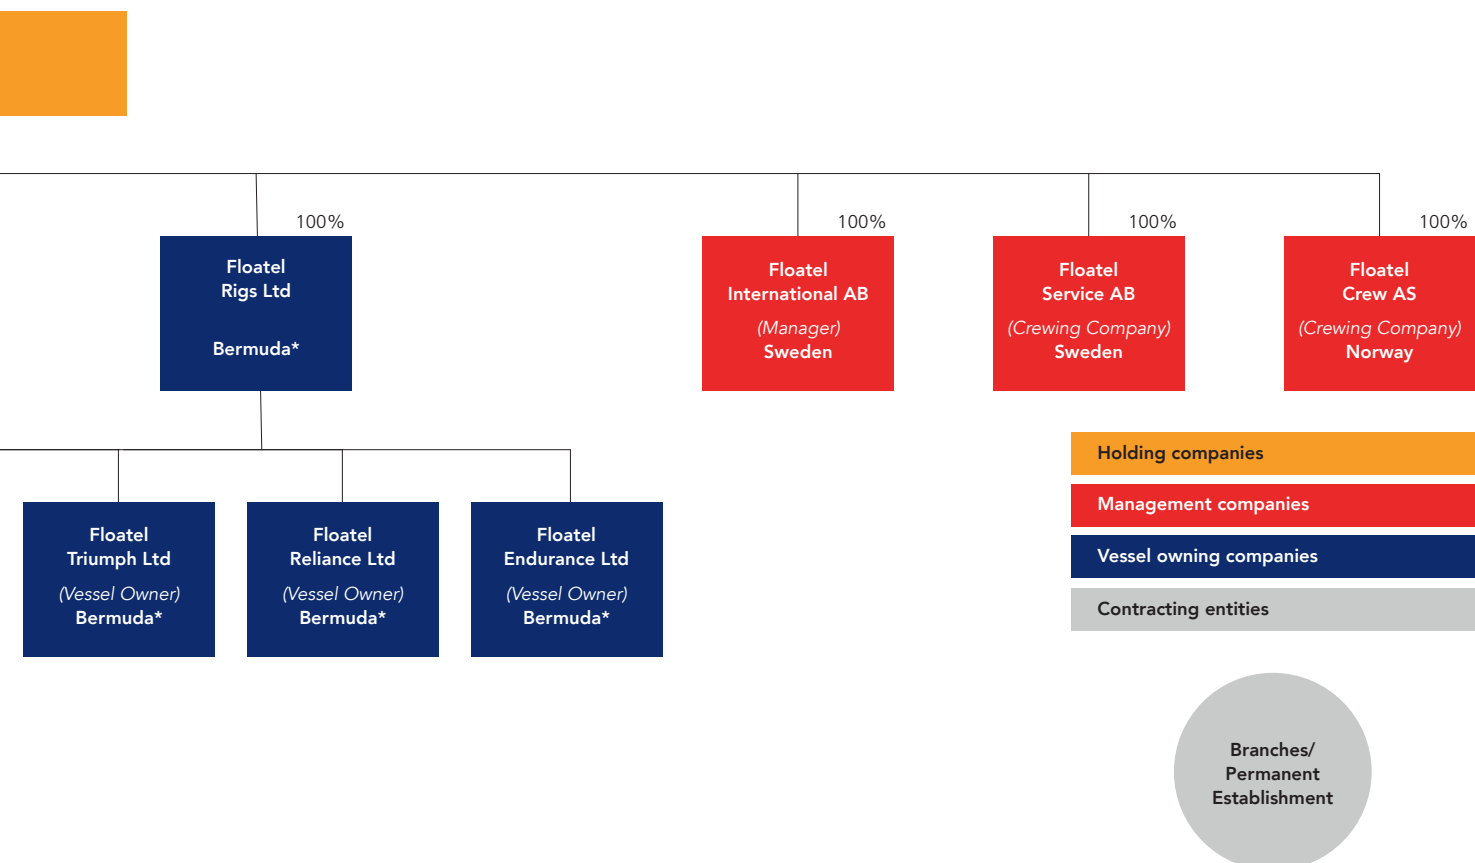 100%
Floatel
Rigs Ltd
Bermuda*
100%
Floatel
International AB
(Manager)
Sweden
100%
Floatel
Service AB
(Crewing Company)
Sweden
100%
Floatel
Crew AS
(Crewing Company)
Norway
Floatel
Triumph Ltd
(Vessel Owner)
Bermuda*
Floatel
Reliance Ltd
(Vessel Owner)
Bermuda*
Floatel
Endurance Ltd
(Vessel Owner)
Bermuda*
Holding companies
Management companies
Vessel owning companies
Contracting entities
Branches/
Permanent
Establishment